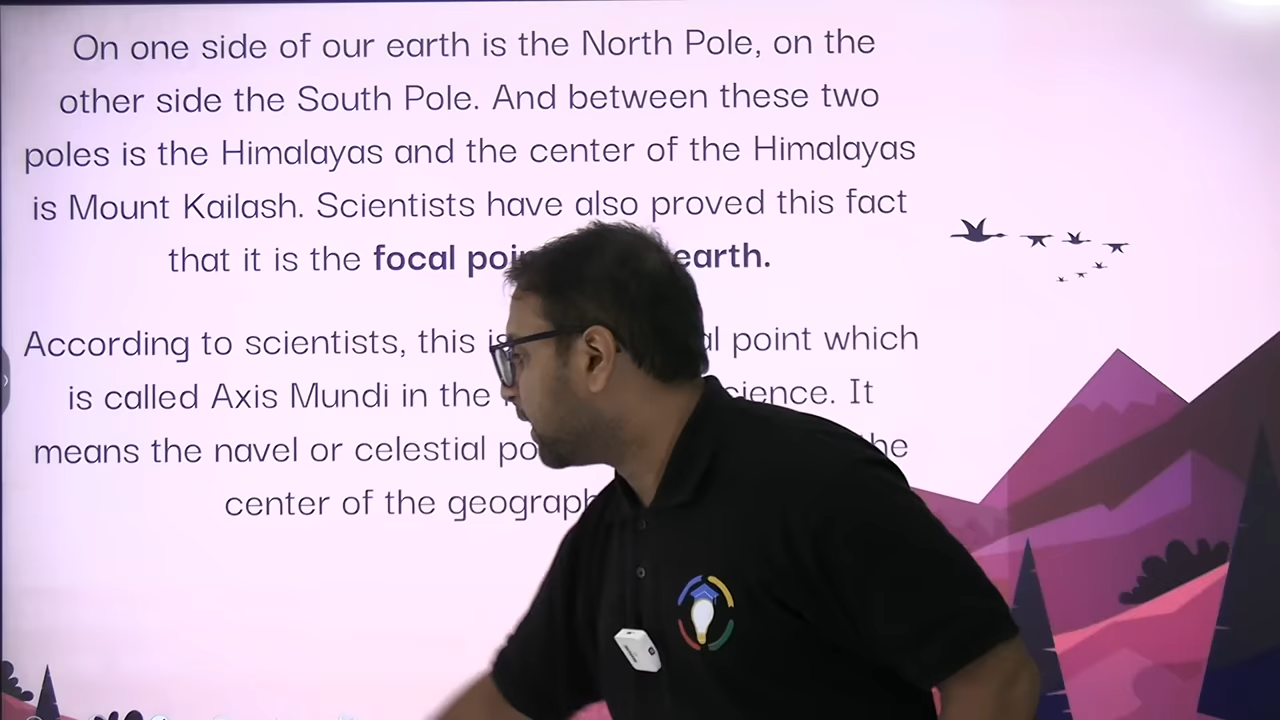 On one side of our earth is the North Pole, on the
other side the South Pole. And between these two
poles is the Himalayas and the center of the Himalayas
is Mount Kailash. Scientists have also proved this fact
that it is the focal earth.
According to scientists, this point which
is called Axis Mundi in the It
means the navel or celestial
center of the